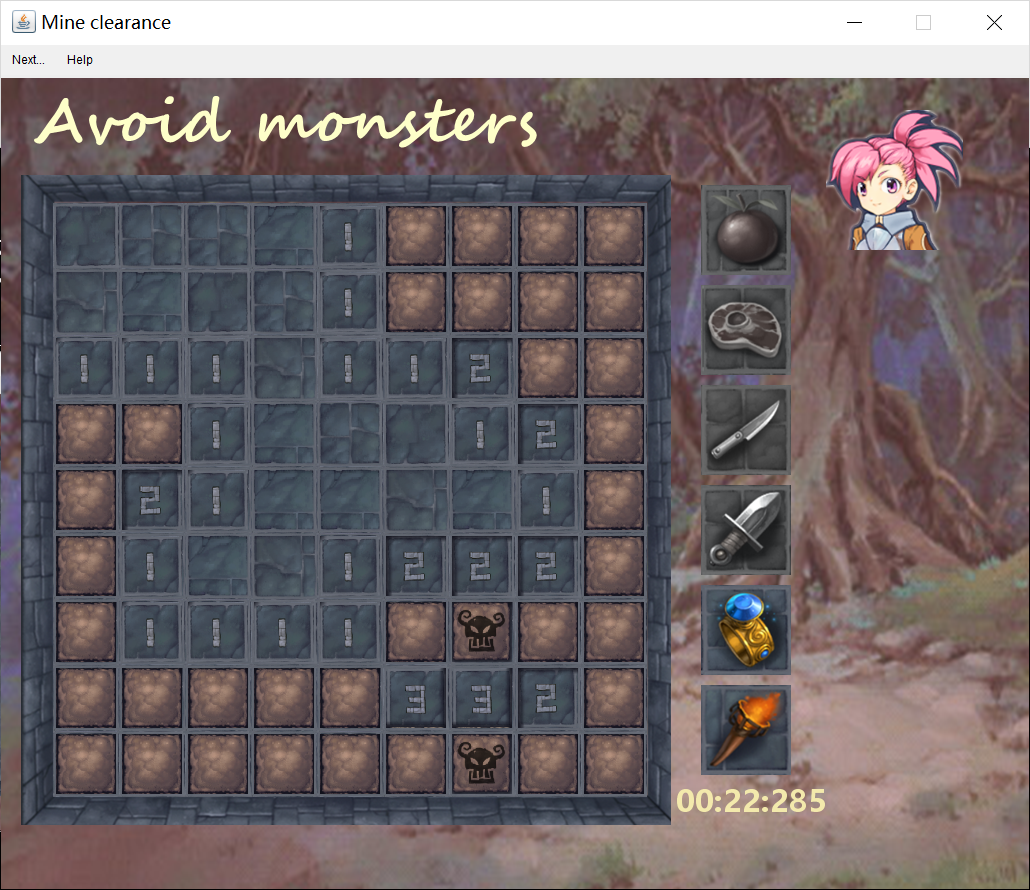 Mine clearance
Next... Help
Avoid monsters
1
1
1 1 1 1 1 2
1 1 2
2 1 1
1 1 2 2 2
1 1 1 1
3 3 2
00:22:285